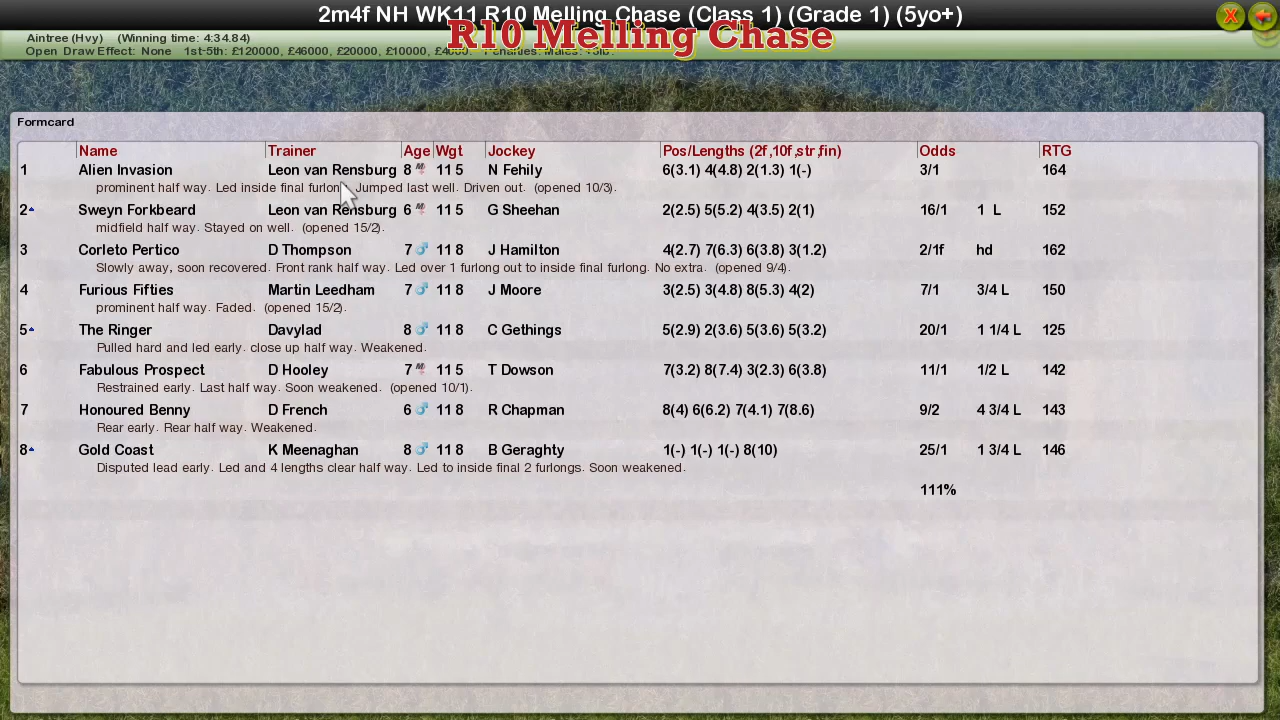 2m4f NH WK11 R10 Melling Chase (Class 1) (Grade 1) (5yo+)
R10 Melling Chase
Aintree (Hvy) (Winning time: 4:34.84)
Open Draw Effect: None 1st-5th: £120000, £46000, £20000, £10000, Penalties: Males:
Formcard
Name Trainer Age Wgt Jockey Pos/Lengths (2f,10f,str,fin) Odds RTG
1 Alien Invasion Leon van Rensburg 8 11 5 N Fehily 6(3.1) 4(4.8) 2(1.3) 1(-) 3/1 164
prominent half way. Led inside final furlong. Jumped last well. Driven out. (opened 10/3).
2 Sweyn Forkbeard Leon van Rensburg 6 11 5 G Sheehan 2(2.5) 5(5.2) 4(3.5) 2(1) 16/1 1 L 152
midfield half way. Stayed on well. (opened 15/2).
3 Corleto Pertico D Thompson 7 11 8 J Hamilton 4(2.7) 7(6.3) 6(3.8) 3(1.2) 2/1f hd 162
Slowly away, soon recovered. Front rank half way. Led over 1 furlong out to inside final furlong. No extra. (opened 9/4).
4 Furious Fifties Martin Leedham 7 11 8 J Moore 3(2.5) 3(4.8) 8(5.3) 4(2) 7/1 3/4 L 150
prominent half way. Faded. (opened 15/2).
5 The Ringer Davylad 8 11 8 C Gethings 5(2.9) 2(3.6) 5(3.6) 5(3.2) 20/1 1 1/4 L 125
Pulled hard and led early. close up half way. Weakened.
6 Fabulous Prospect D Hooley 7 11 5 T Dowson 7(3.2) 8(7.4) 3(2.3) 6(3.8) 11/1 1/2 L 142
Restrained early. Last half way. Soon weakened. (opened 10/1).
7 Honoured Benny D French 6 11 8 R Chapman 8(4) 6(6.2) 7(4.1) 7(8.6) 9/2 4 3/4 L 143
Rear early. Rear half way. Weakened.
8 Gold Coast K Meenaghan 8 11 8 B Geraghty 1(-) 1(-) 1(-) 8(10) 25/1 1 3/4 L 146
Disputed lead early. Led and 4 lengths clear half way. Led to inside final 2 furlongs. Soon weakened.
111%